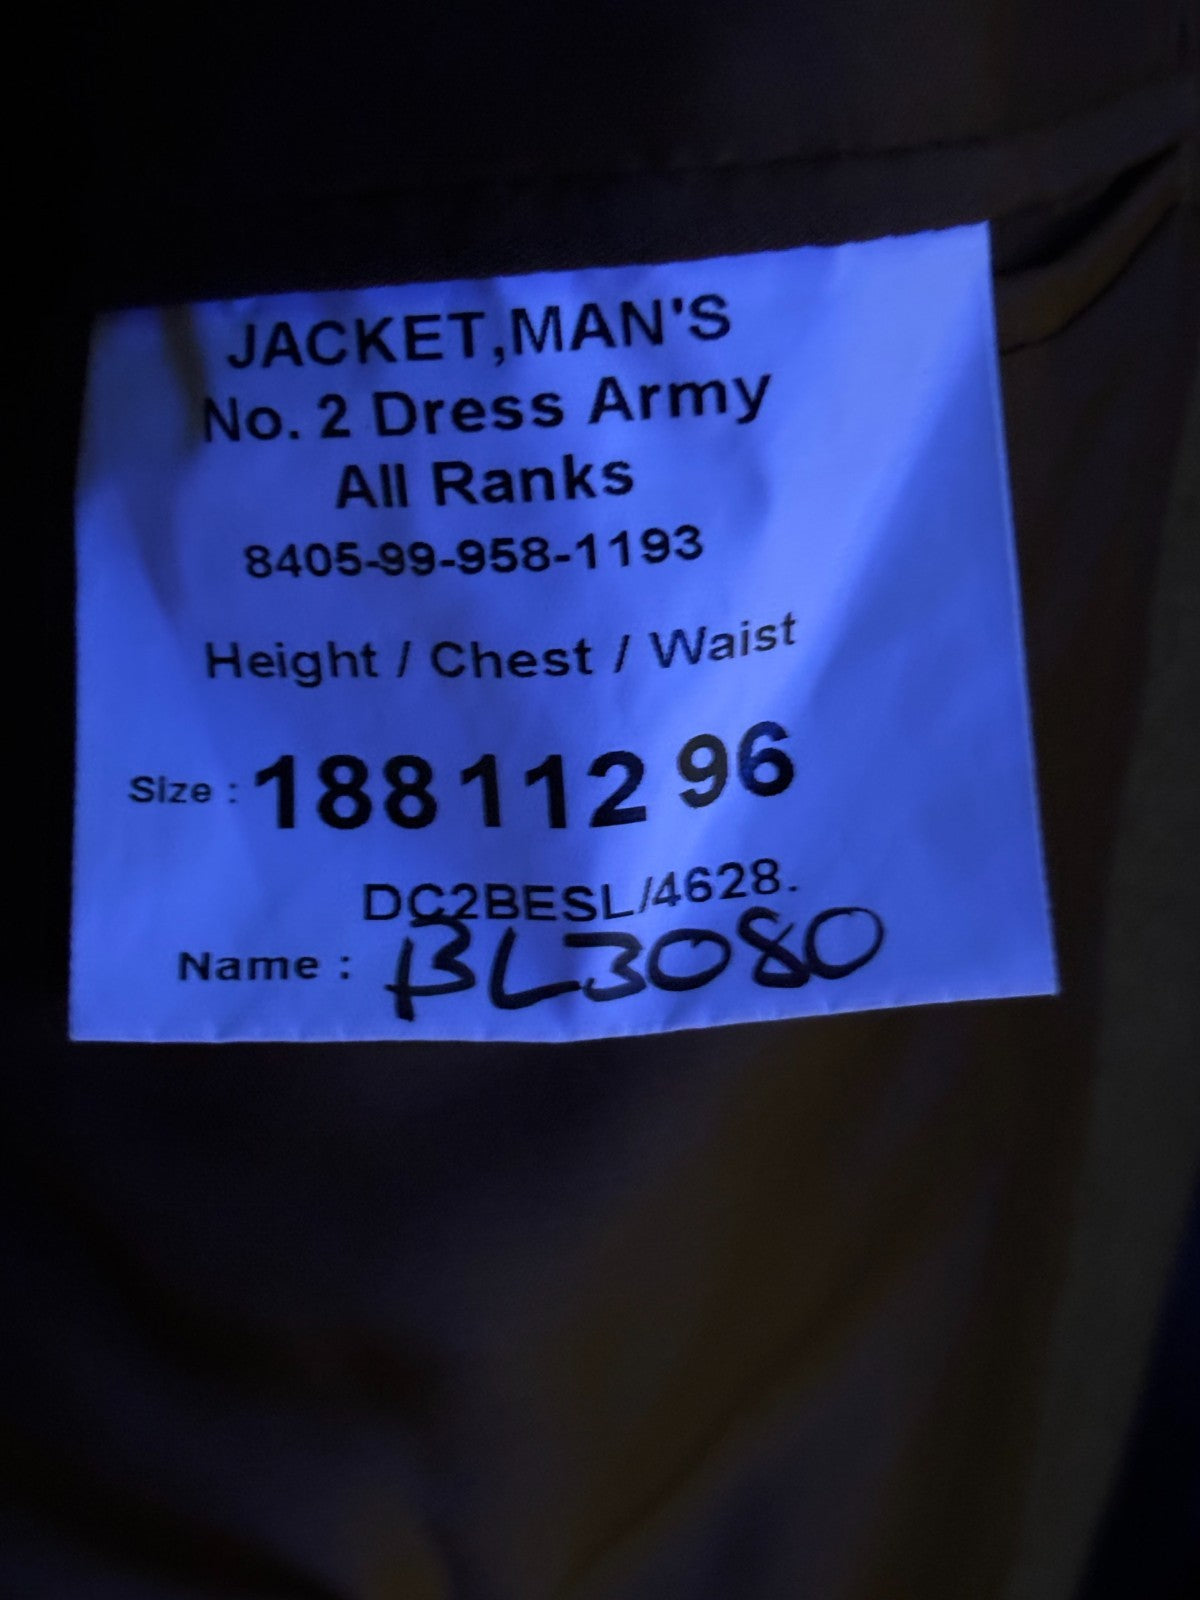 JACKET,MAN'S
No. 2 Dress Army
All Ranks
8405-99-958-1193
Height / Chest / Waist
Size : 188 112 96
DC2BESL/4628.
Name : BL3080